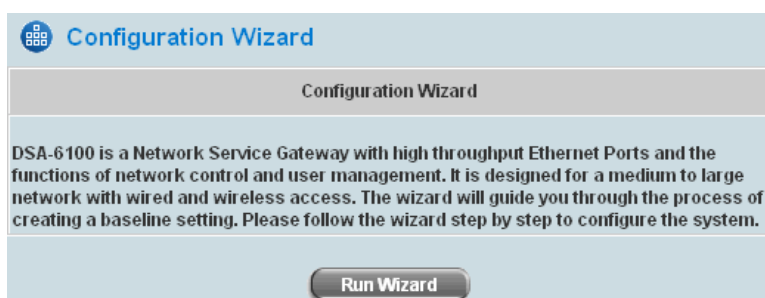 Configuration Wizard
Configuration Wizard
DSA-6100 is a Network Service Gateway with high throughput Ethernet Ports and the
functions of network control and user management. It is designed for a medium to large
network with wired and wireless access. The wizard will guide you through the process of
creating a baseline setting. Please follow the wizard step by step to configure the system.
Run Wizard